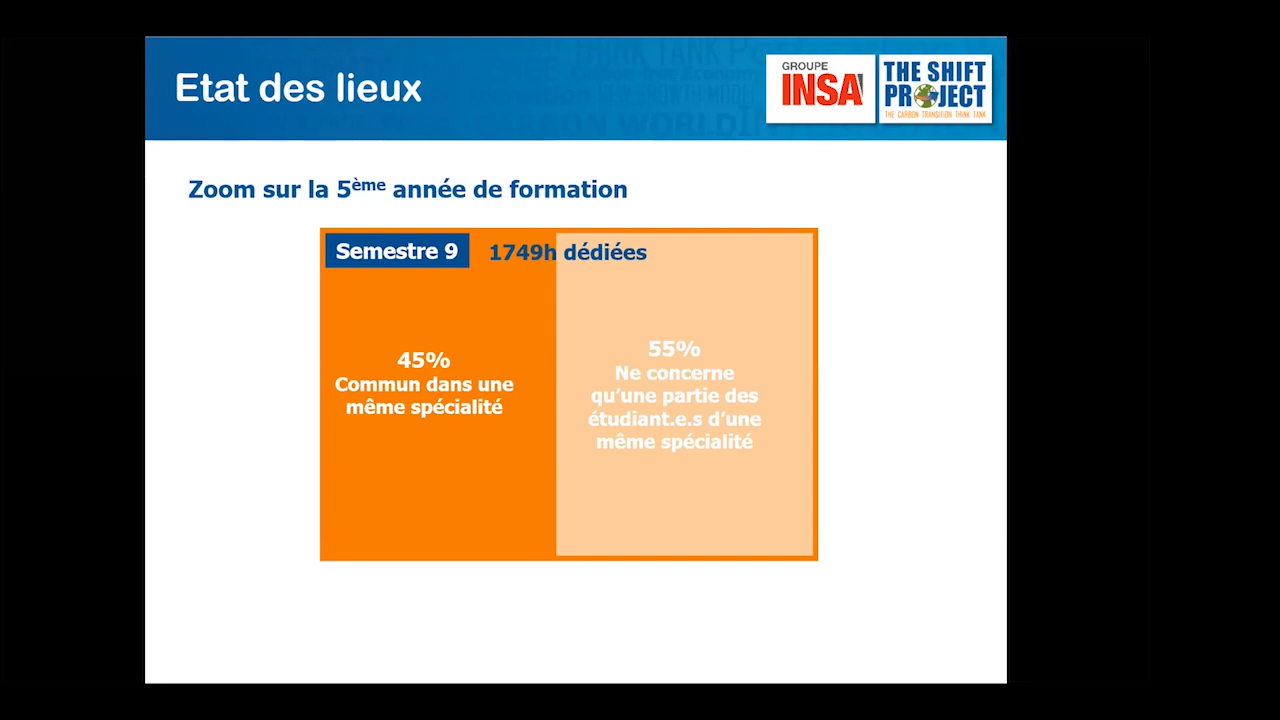 Etat des lieux
GROUPE
INSA
THE SHIFT
PROJECT
THE CARBON TRANSITION THINK TANK
Zoom sur la 5ème année de formation
Semestre 9
1749h dédiées
45%
Commun dans une
même spécialité
55%
Ne concerne
qu’une partie des
étudiant.e.s d’une
même spécialité